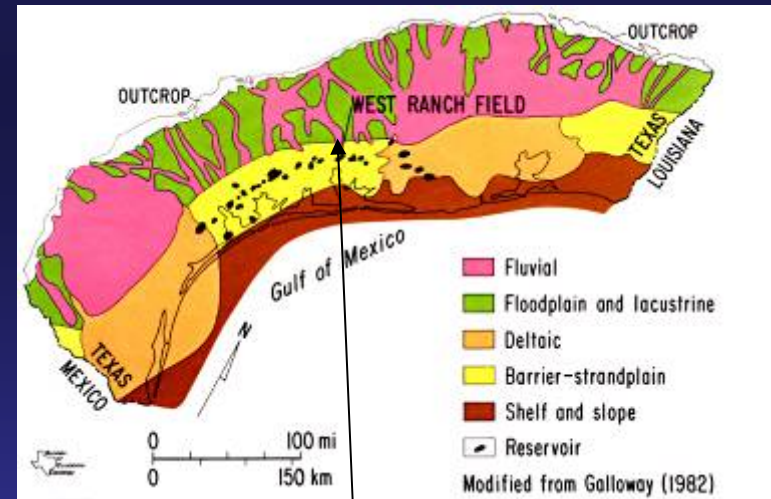 OUTCROP
OUTCROP
WEST RANCH FIELD
TEXAS
LOUISIANA
Gulf of Mexico
N
TEXAS
MEXICO
Fluvial
Floodplain and lacustrine
Deltaic
Barrier-strandplain
Shelf and slope
Reservoir
0 100 mi
0 150 km
Modified from Galloway (1982)